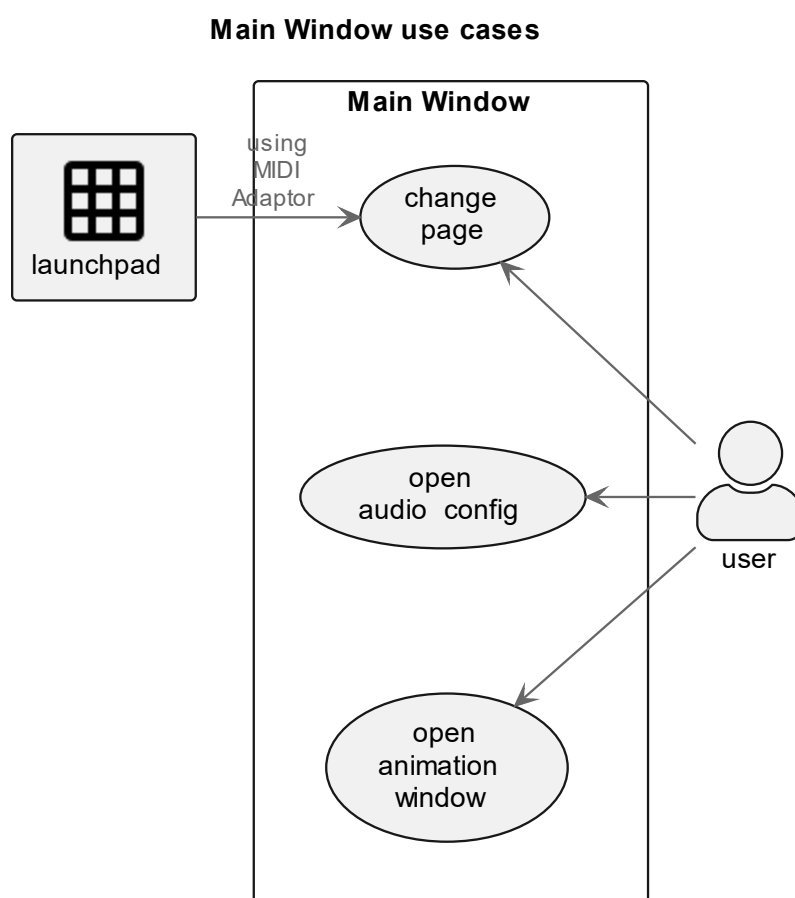 Main Window use cases
Main Window
using
MIDI
Adaptor
launchpad
change
page
open
audio config
user
open
animation
window